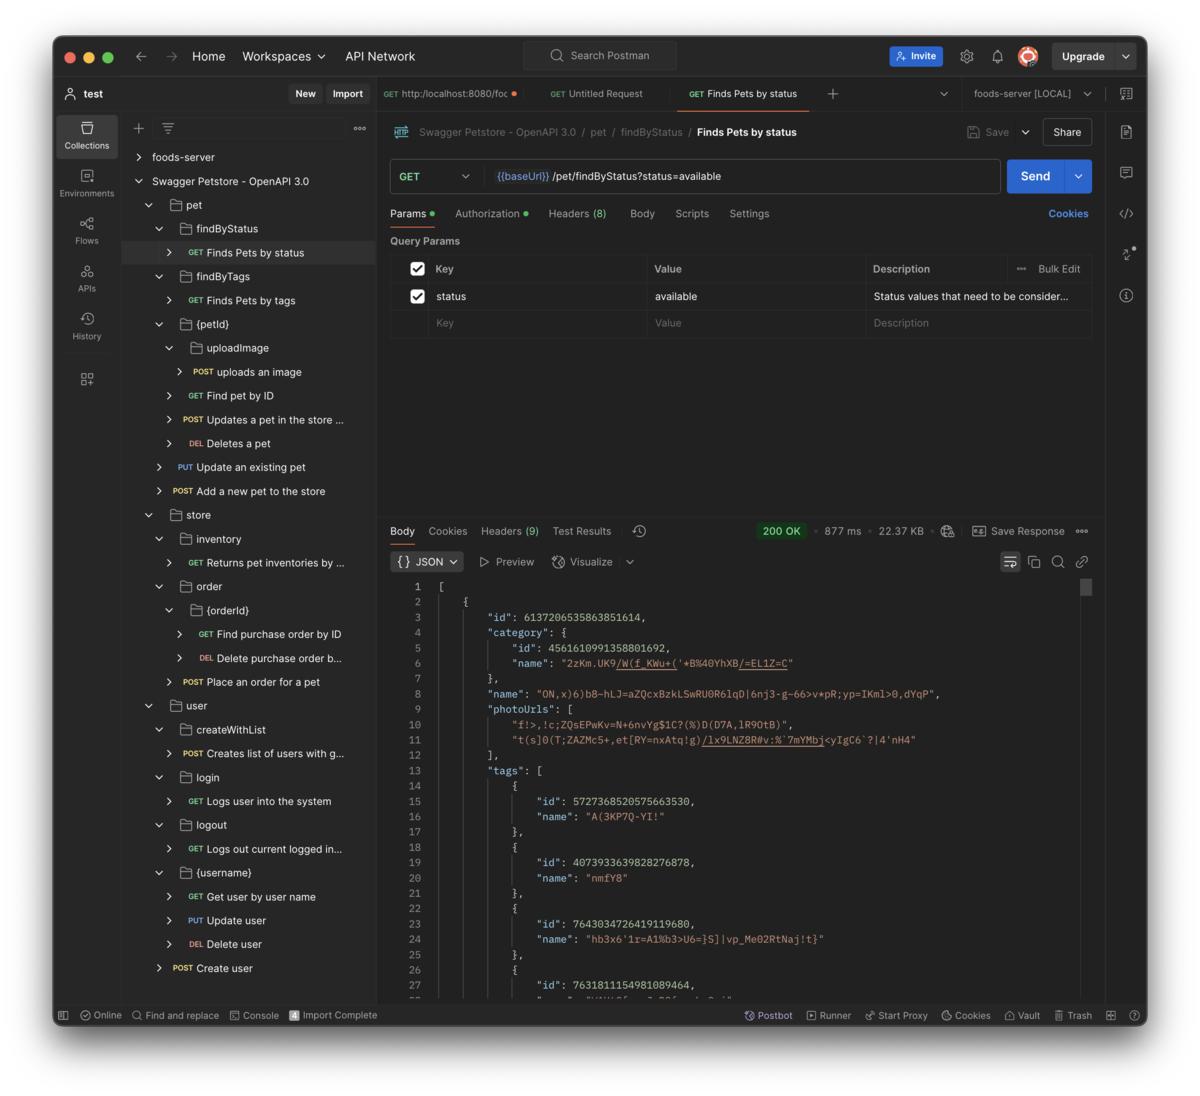 Home Workspaces API Network Search Postman Invite Upgrade
test New Import
GET http://localhost:8080/foo GET Untitled Request GET Finds Pets by status foods-server [LOCAL]
Collections
Environments
Flows
APIs
History
foods-server
Swagger Petstore - OpenAPI 3.0
pet
findByStatus
GET Finds Pets by status
findByTags
GET Finds Pets by tags
{petId}
uploadImage
POST uploads an image
GET Find pet by ID
POST Updates a pet in the store ...
DEL Deletes a pet
PUT Update an existing pet
POST Add a new pet to the store
store
inventory
GET Returns pet inventories by ...
order
{orderId}
GET Find purchase order by ID
DEL Delete purchase order b...
POST Place an order for a pet
user
createWithList
POST Creates list of users with g...
login
GET Logs user into the system
logout
GET Logs out current logged in...
{username}
GET Get user by user name
PUT Update user
DEL Delete user
POST Create user
HTTP Swagger Petstore - OpenAPI 3.0 / pet / findByStatus / Finds Pets by status Save Share
GET {{baseUrl}} /pet/findByStatus?status=available Send
Params Authorization Headers (8) Body Scripts Settings Cookies
Query Params
Key Value Description Bulk Edit
status available Status values that need to be consider...
Key Value Description
Body Cookies Headers (9) Test Results 200 OK 877 ms 22.37 KB Save Response
{} JSON Preview Visualize
1 [
2 {
3 "id": 6137206535863851614,
4 "category": {
5 "id": 4561610991358801692,
6 "name": "2zKm.UK9/W(f_KWu+('*B%40YhXB/=EL1Z=C"
7 },
8 "name": "ON,x)6)b8~hLJ=aZQcxBzkLSwRU0R6lqD|6nj3-g~66>v*pR;yp=IKml>0,dYqP",
9 "photoUrls": [
10 "f!>,!c;ZQsEPwKv=N+6nvYg$1C?(%)D(D7A,lR9OtB)",
11 "t(s]0(T;ZAZMc5+,et[RY=nxAtq!g)/lx9LNZ8R#v:%`7mYMbj<yIgC6`?|4'nH4"
12 ],
13 "tags": [
14 {
15 "id": 5727368520575663530,
16 "name": "A(3KP7Q-YI!"
17 },
18 {
19 "id": 4073933639828276878,
20 "name": "nmfY8"
21 },
22 {
23 "id": 7643034726419119680,
24 "name": "hb3x6'1r=A1%b3>U6=}S]|vp_Me02RtNaj!t}"
25 },
26 {
27 "id": 7631811154981089464,
Online Find and replace Console 4 Import Complete Postbot Runner Start Proxy Cookies Vault Trash